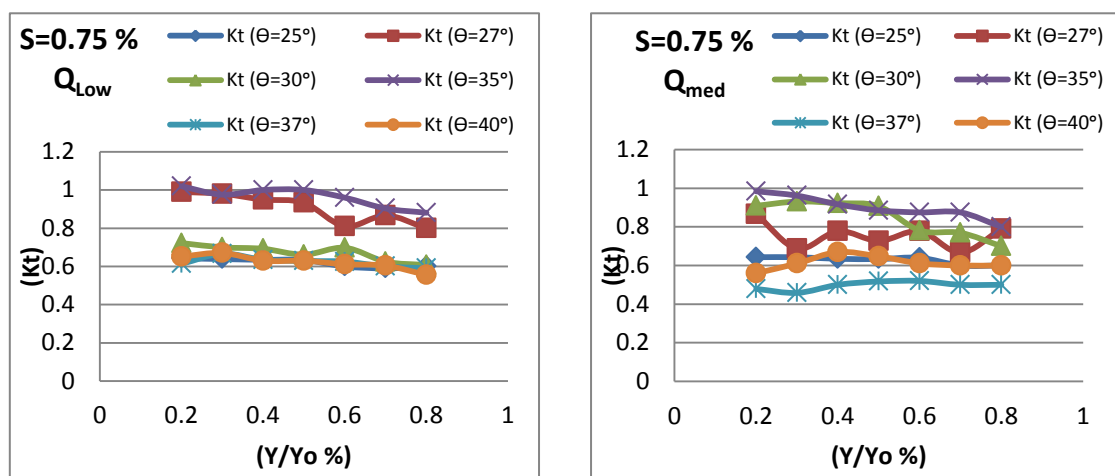 S=0.75 %
Q Low
Kt (Ɵ=25°) Kt (Ɵ=27°)
Kt (Ɵ=30°) Kt (Ɵ=35°)
Kt (Ɵ=37°) Kt (Ɵ=40°)
1.2
1
0.8
0.6
0.4
0.2
0
(Kt)
0 0.2 0.4 0.6 0.8 1
(Y/Yo %)
S=0.75 %
Q med
Kt (Ɵ=25°) Kt (Ɵ=27°)
Kt (Ɵ=30°) Kt (Ɵ=35°)
Kt (Ɵ=37°) Kt (Ɵ=40°)
1.2
1
0.8
0.6
0.4
0.2
0
(Kt)
0 0.2 0.4 0.6 0.8 1
(Y/Yo %)